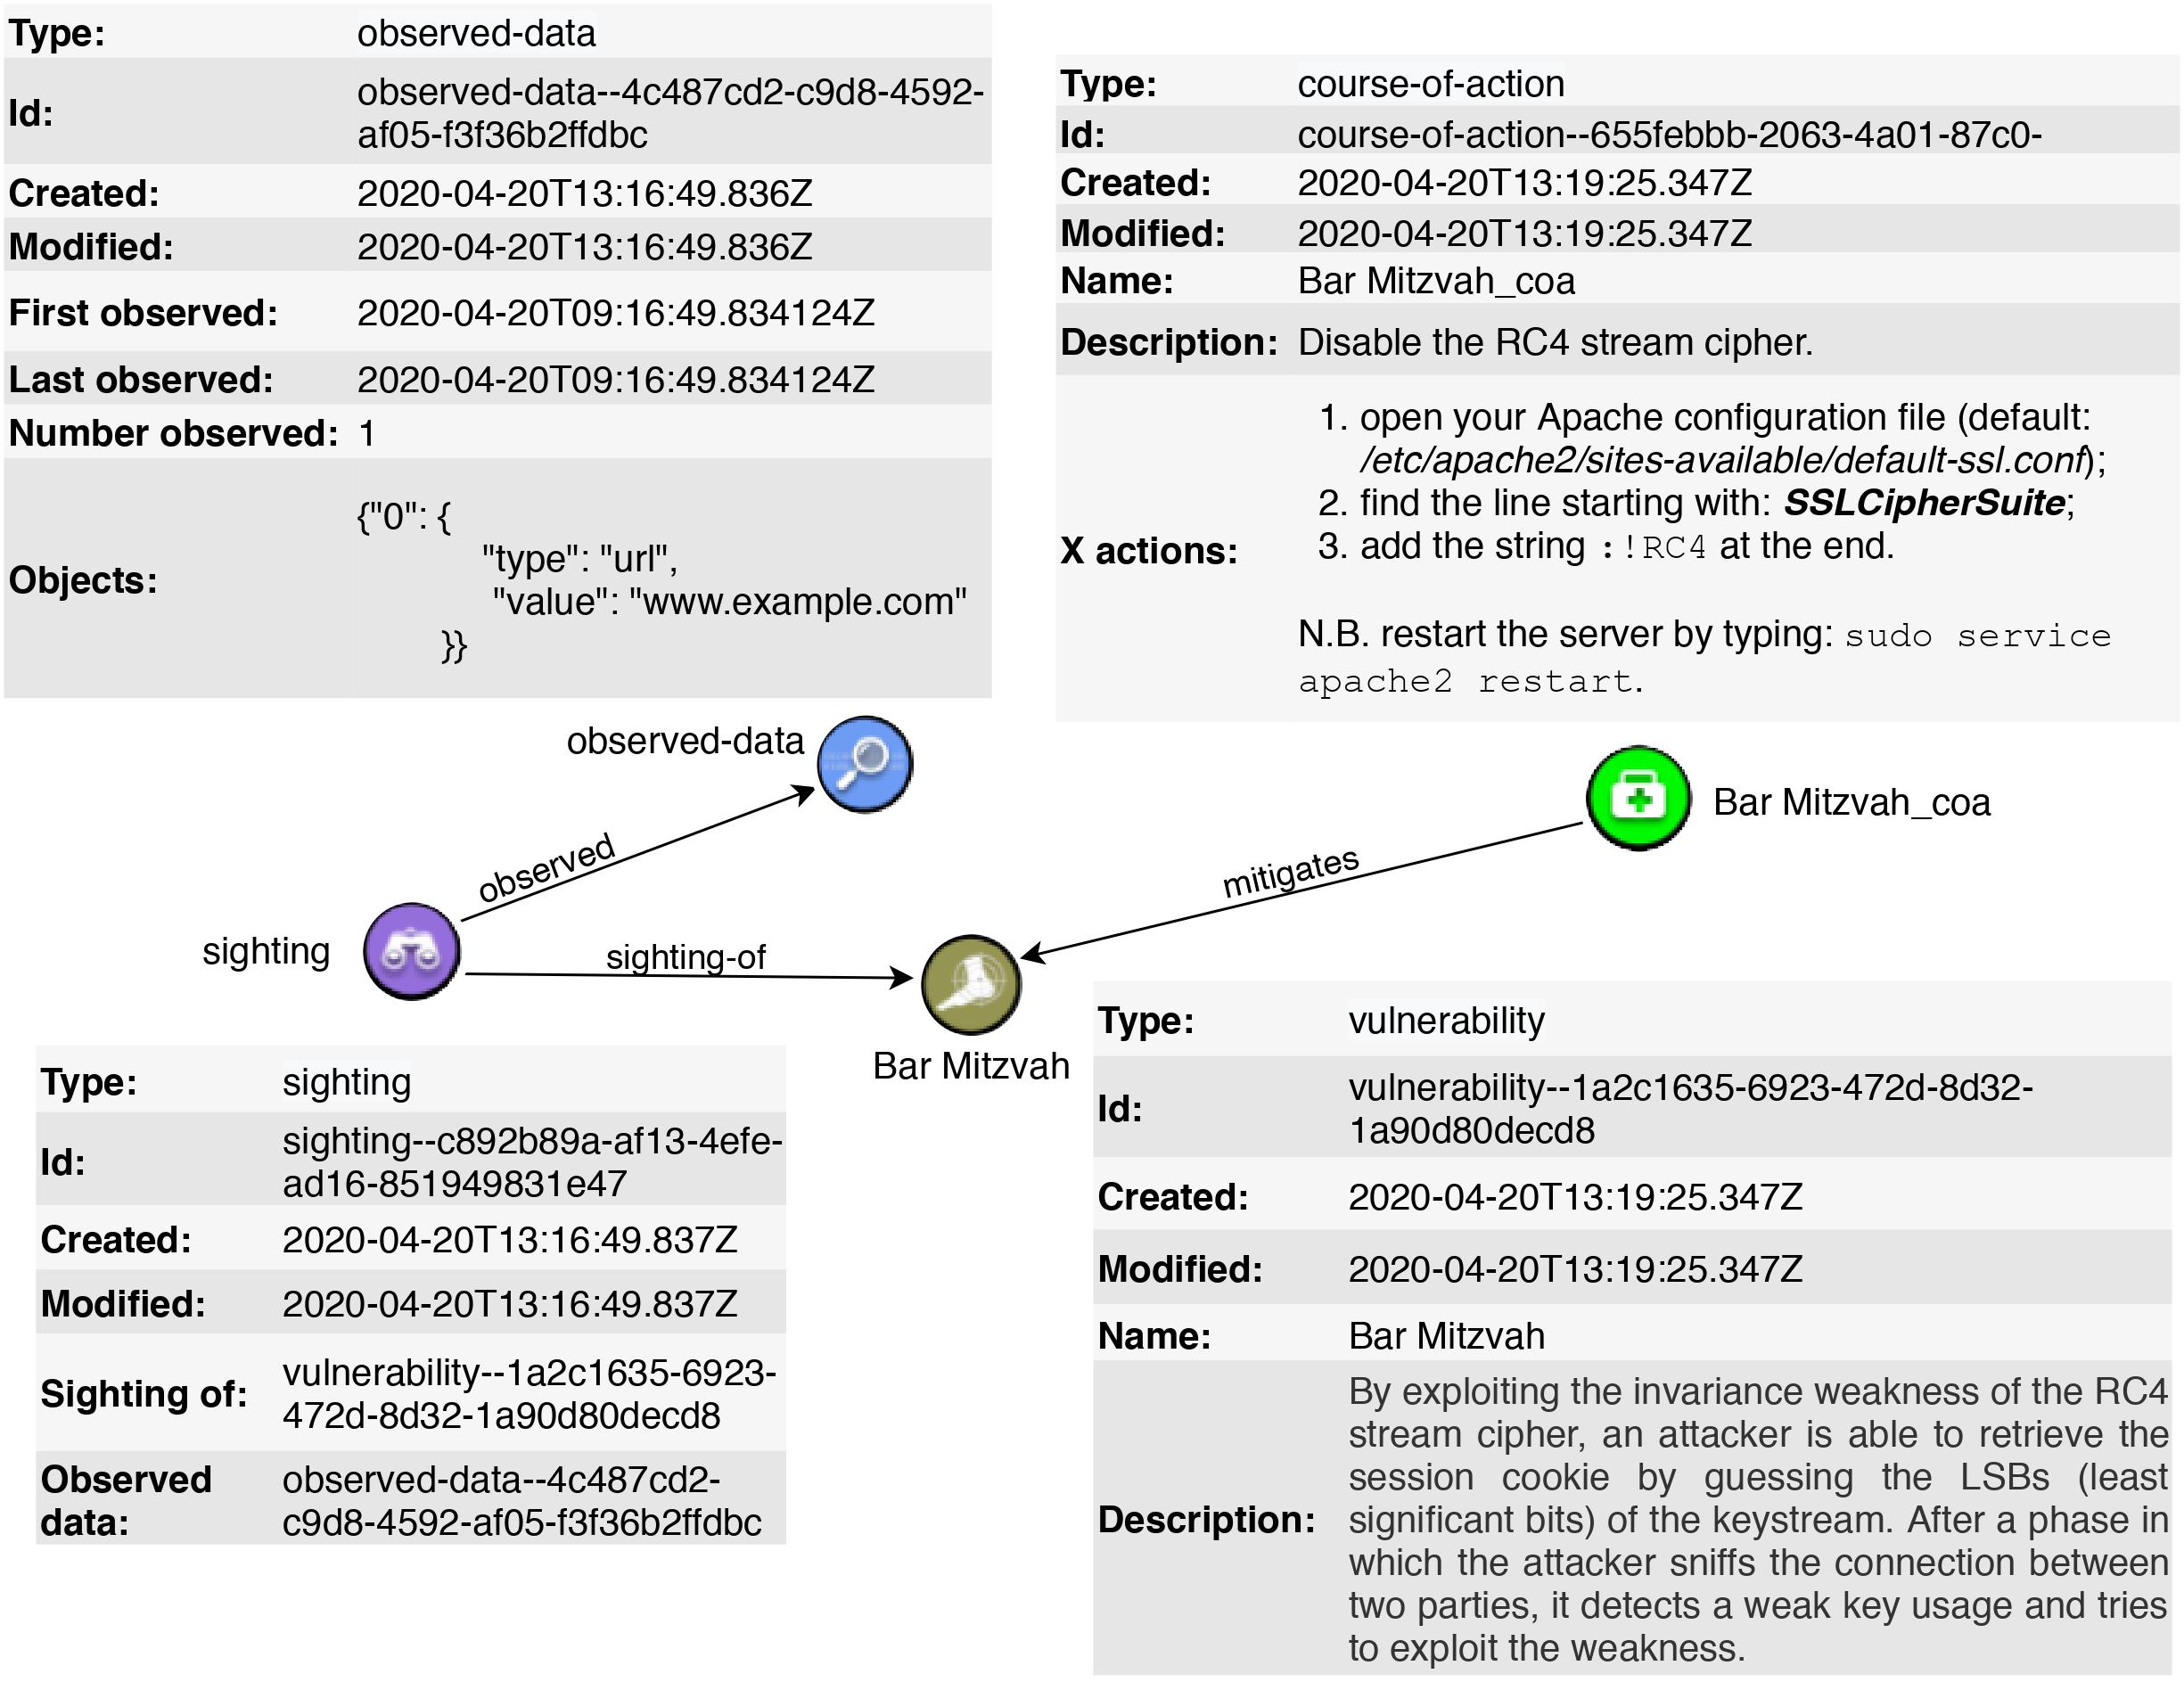 Type: observed-data
Id: observed-data--4c487cd2-c9d8-4592-
af05-f3f36b2ffdbc
Created: 2020-04-20T13:16:49.836Z
Modified: 2020-04-20T13:16:49.836Z
First observed: 2020-04-20T09:16:49.834124Z
Last observed: 2020-04-20T09:16:49.834124Z
Number observed: 1
Objects:
{"0": {
"type": "url",
"value": "www.example.com"
}}
Type: course-of-action
Id: course-of-action--655febbb-2063-4a01-87c0-
Created: 2020-04-20T13:19:25.347Z
Modified: 2020-04-20T13:19:25.347Z
Name: Bar Mitzvah_coa
Description: Disable the RC4 stream cipher.
X actions:
1. open your Apache configuration file (default:
/etc/apache2/sites-available/default-ssl.conf);
2. find the line starting with: SSLCipherSuite;
3. add the string :!RC4 at the end.
N.B. restart the server by typing: sudo service
apache2 restart.
observed-data
Bar Mitzvah_coa
observed
mitigates
sighting
sighting-of
Bar Mitzvah
Type: sighting
Id: sighting--c892b89a-af13-4efe-
ad16-851949831e47
Created: 2020-04-20T13:16:49.837Z
Modified: 2020-04-20T13:16:49.837Z
Sighting of: vulnerability--1a2c1635-6923-
472d-8d32-1a90d80decd8
Observed data: observed-data--4c487cd2-
c9d8-4592-af05-f3f36b2ffdbc
Type: vulnerability
Id: vulnerability--1a2c1635-6923-472d-8d32-
1a90d80decd8
Created: 2020-04-20T13:19:25.347Z
Modified: 2020-04-20T13:19:25.347Z
Name: Bar Mitzvah
Description:
By exploiting the invariance weakness of the RC4
stream cipher, an attacker is able to retrieve the
session cookie by guessing the LSBs (least
significant bits) of the keystream. After a phase in
which the attacker sniffs the connection between
two parties, it detects a weak key usage and tries
to exploit the weakness.